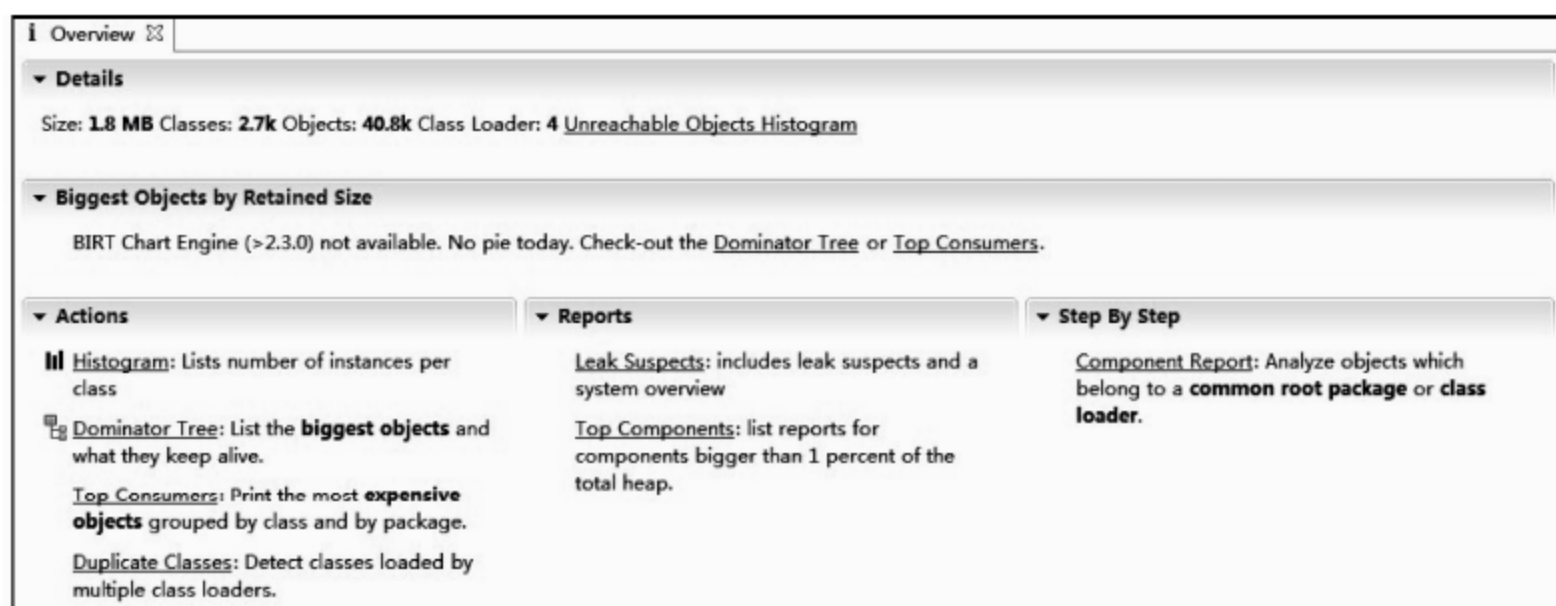 i Overview
Details
Size: 1.8 MB Classes: 2.7k Objects: 40.8k Class Loader: 4 Unreachable Objects Histogram
Biggest Objects by Retained Size
BIRT Chart Engine (>2.3.0) not available. No pie today. Check-out the Dominator Tree or Top Consumers.
Actions
Histogram: Lists number of instances per
class
Dominator Tree: List the biggest objects and
what they keep alive.
Top Consumers: Print the most expensive
objects grouped by class and by package.
Duplicate Classes: Detect classes loaded by
multiple class loaders.
Reports
Leak Suspects: includes leak suspects and a
system overview
Top Components: list reports for
components bigger than 1 percent of the
total heap.
Step By Step
Component Report: Analyze objects which
belong to a common root package or class
loader.